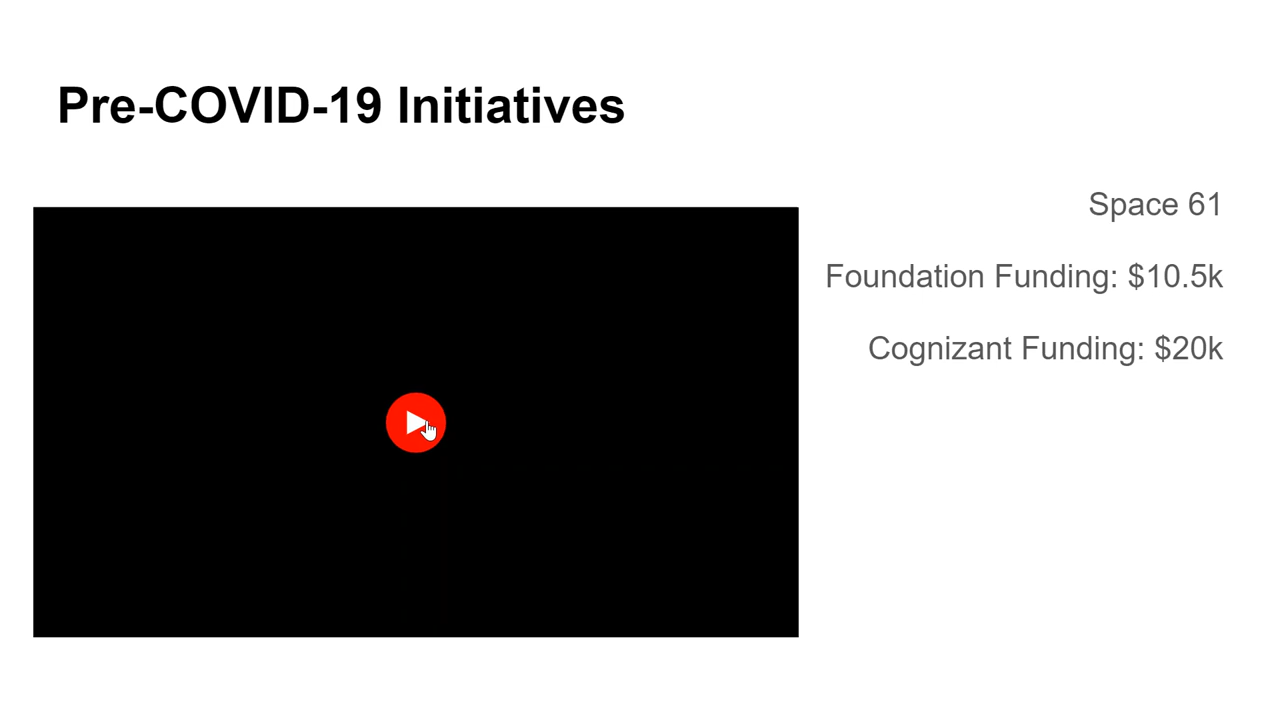 Pre-COVID-19 Initiatives
Space 61
Foundation Funding: $10.5k
Cognizant Funding: $20k